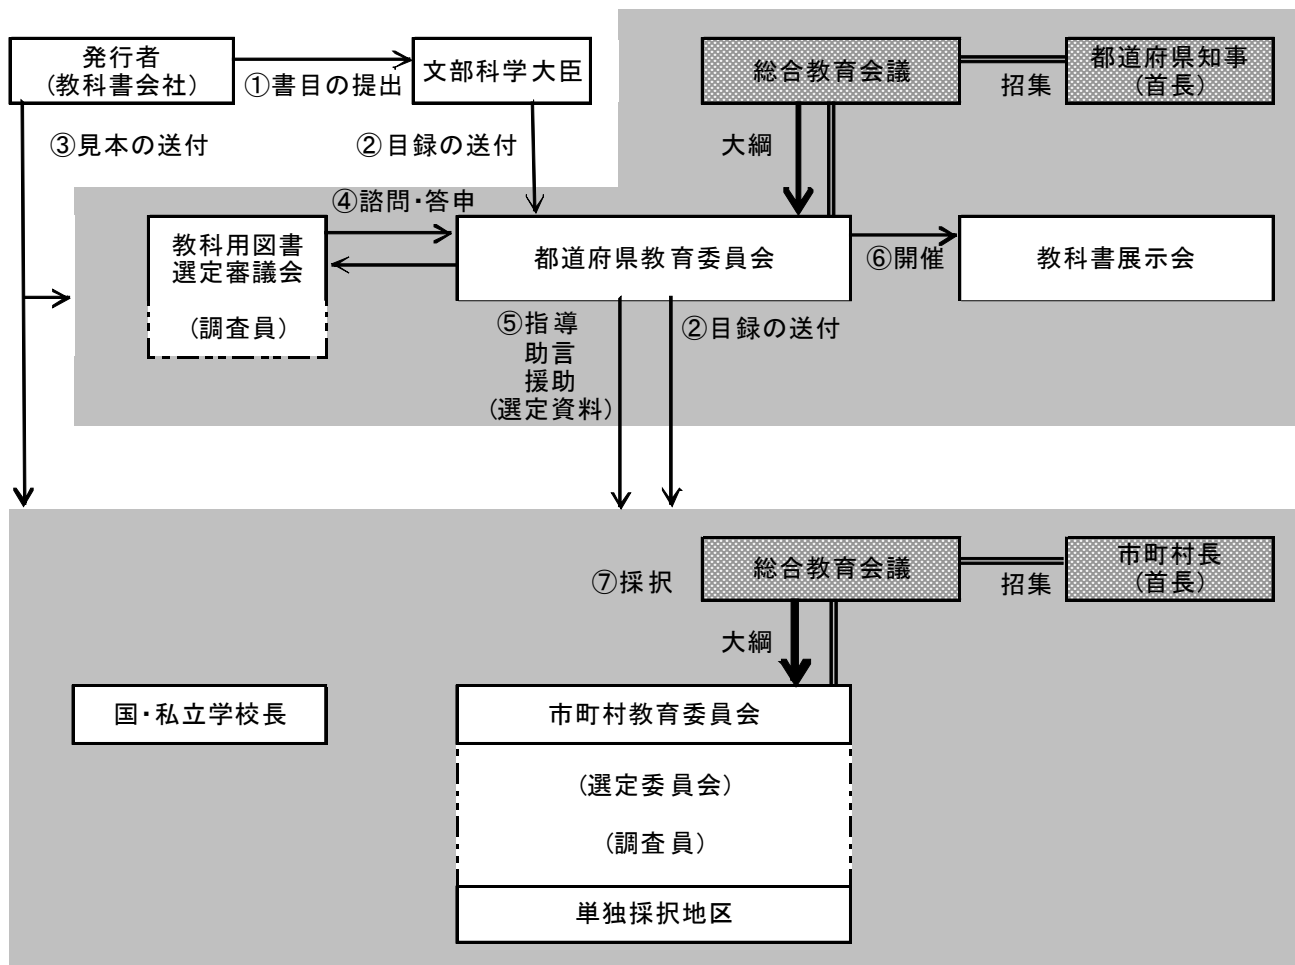 発行者
(教科書会社)
①書目の提出
文部科学大臣
総合教育会議
招集
都道府県知事
(首長)
③見本の送付
②目録の送付
大綱
④諮問・答申
教科用図書
選定審議会
(調査員)
都道府県教育委員会
⑥開催
教科書展示会
⑤指導
助言
援助
(選定資料)
②目録の送付
⑦採択
総合教育会議
招集
市町村長
(首長)
大綱
国・私立学校長
市町村教育委員会
(選定委員会)
(調査員)
単独採択地区